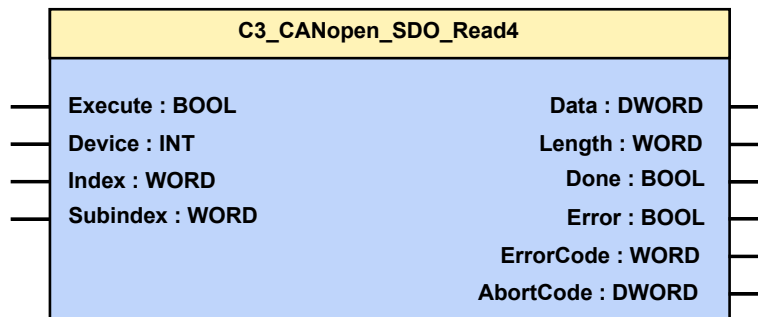 C3_CANopen_SDO_Read4
Execute : BOOL
Data : DWORD
Device : INT
Length : WORD
Index : WORD
Done : BOOL
Subindex : WORD
Error : BOOL
ErrorCode : WORD
AbortCode : DWORD